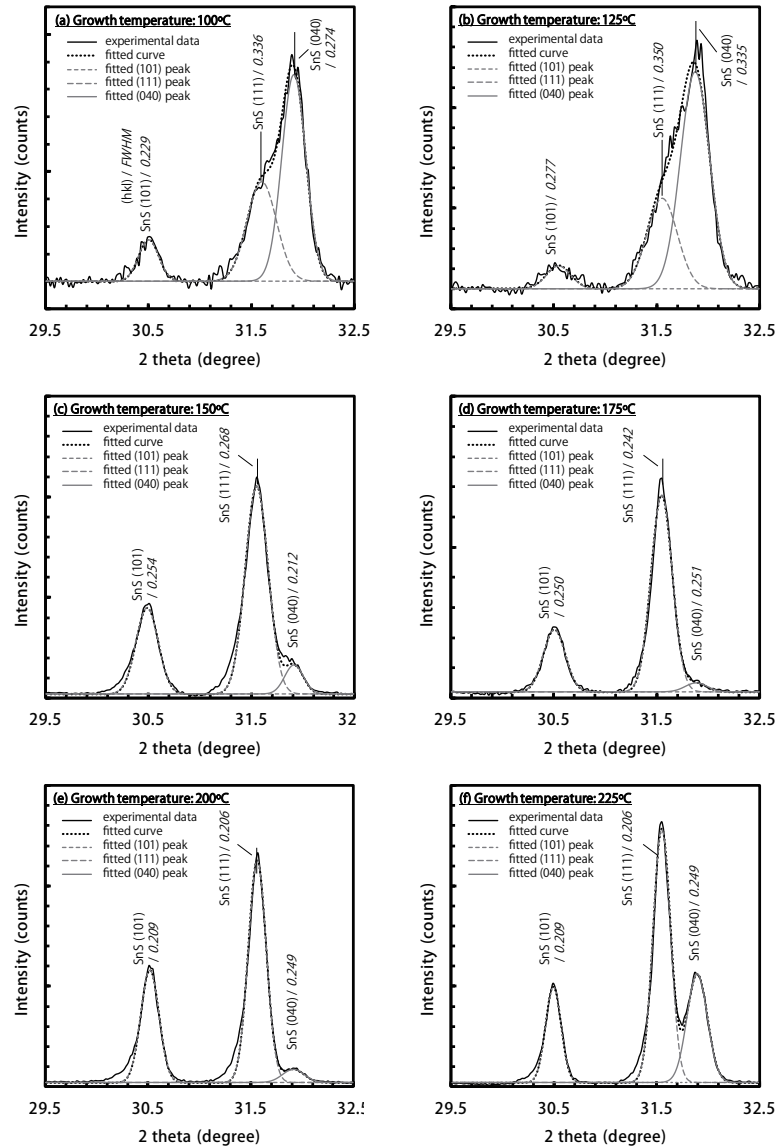 (a) Growth temperature: 100ºC
experimental data
fitted curve
fitted (101) peak
fitted (111) peak
fitted (040) peak
(hkl) / FWHM
SnS (101) / 0.229
SnS (111) / 0.336
SnS (040)
/ 0.274
Intensity (counts)
29.5 30.5 31.5 32.5
2 theta (degree)
(b) Growth temperature: 125ºC
experimental data
fitted curve
fitted (101) peak
fitted (111) peak
fitted (040) peak
SnS (101) / 0.277
SnS (111) / 0.350
SnS (040)
/ 0.335
Intensity (counts)
29.5 30.5 31.5 32.5
2 theta (degree)
(c) Growth temperature: 150ºC
experimental data
fitted curve
fitted (101) peak
fitted (111) peak
fitted (040) peak
SnS (101)
/ 0.254
SnS (111) / 0.268
SnS (040) / 0.212
Intensity (counts)
29.5 30.5 31.5 32
2 theta (degree)
(d) Growth temperature: 175ºC
experimental data
fitted curve
fitted (101) peak
fitted (111) peak
fitted (040) peak
SnS (101)
/ 0.250
SnS (111) / 0.242
SnS (040) / 0.251
Intensity (counts)
29.5 30.5 31.5 32.5
2 theta (degree)
(e) Growth temperature: 200ºC
experimental data
fitted curve
fitted (101) peak
fitted (111) peak
fitted (040) peak
SnS (101)
/ 0.209
SnS (111) / 0.206
SnS (040) / 0.249
Intensity (counts)
29.5 30.5 31.5 32.5
2 theta (degree)
(f) Growth temperature: 225ºC
experimental data
fitted curve
fitted (101) peak
fitted (111) peak
fitted (040) peak
SnS (101)
/ 0.209
SnS (111) / 0.206
SnS (040) / 0.249
Intensity (counts)
29.5 30.5 31.5 32.5
2 theta (degree)